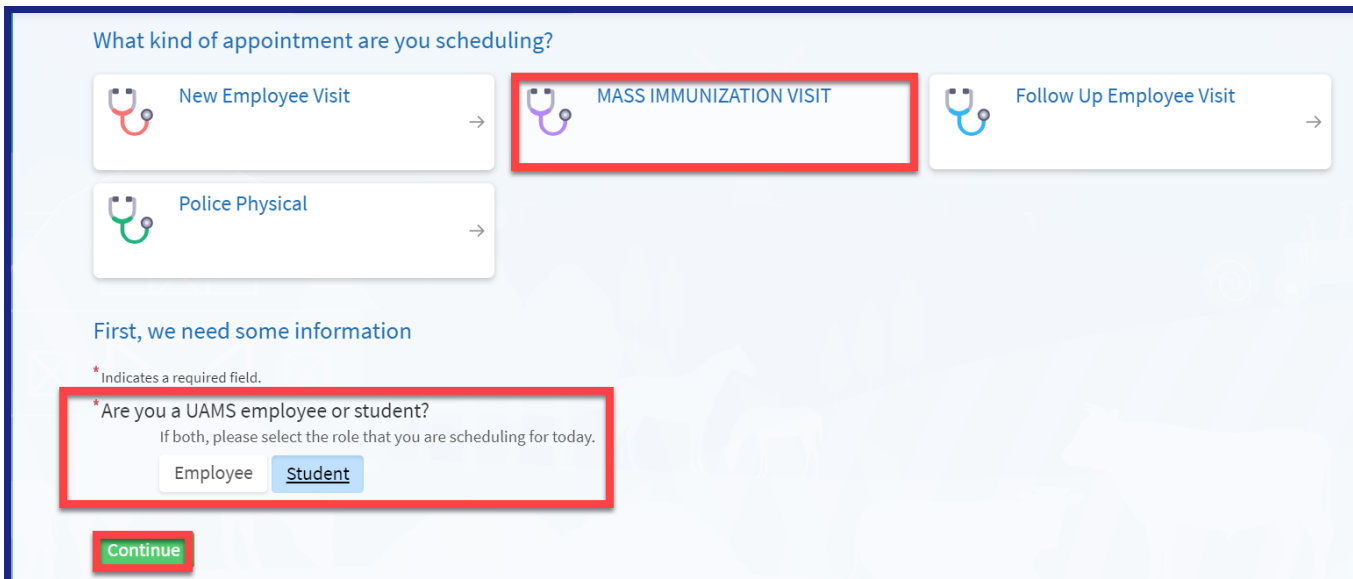 What kind of appointment are you scheduling?
New Employee Visit
MASS IMMUNIZATION VISIT
Follow Up Employee Visit
Police Physical
First, we need some information
*Indicates a required field.
*Are you a UAMS employee or student?
If both, please select the role that you are scheduling for today.
Employee Student
Continue